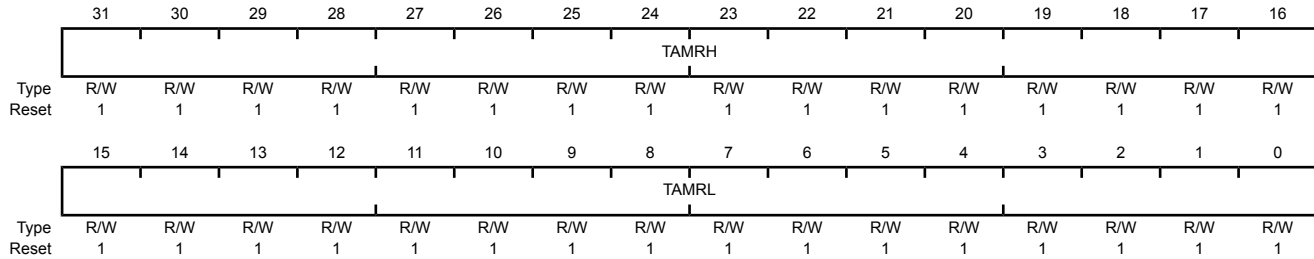 31 30 29 28 27 26 25 24 23 22 21 20 19 18 17 16
TAMRH
Type R/W R/W R/W R/W R/W R/W R/W R/W R/W R/W R/W R/W R/W R/W R/W R/W
Reset 1 1 1 1 1 1 1 1 1 1 1 1 1 1 1 1
15 14 13 12 11 10 9 8 7 6 5 4 3 2 1 0
TAMRL
Type R/W R/W R/W R/W R/W R/W R/W R/W R/W R/W R/W R/W R/W R/W R/W R/W
Reset 1 1 1 1 1 1 1 1 1 1 1 1 1 1 1 1